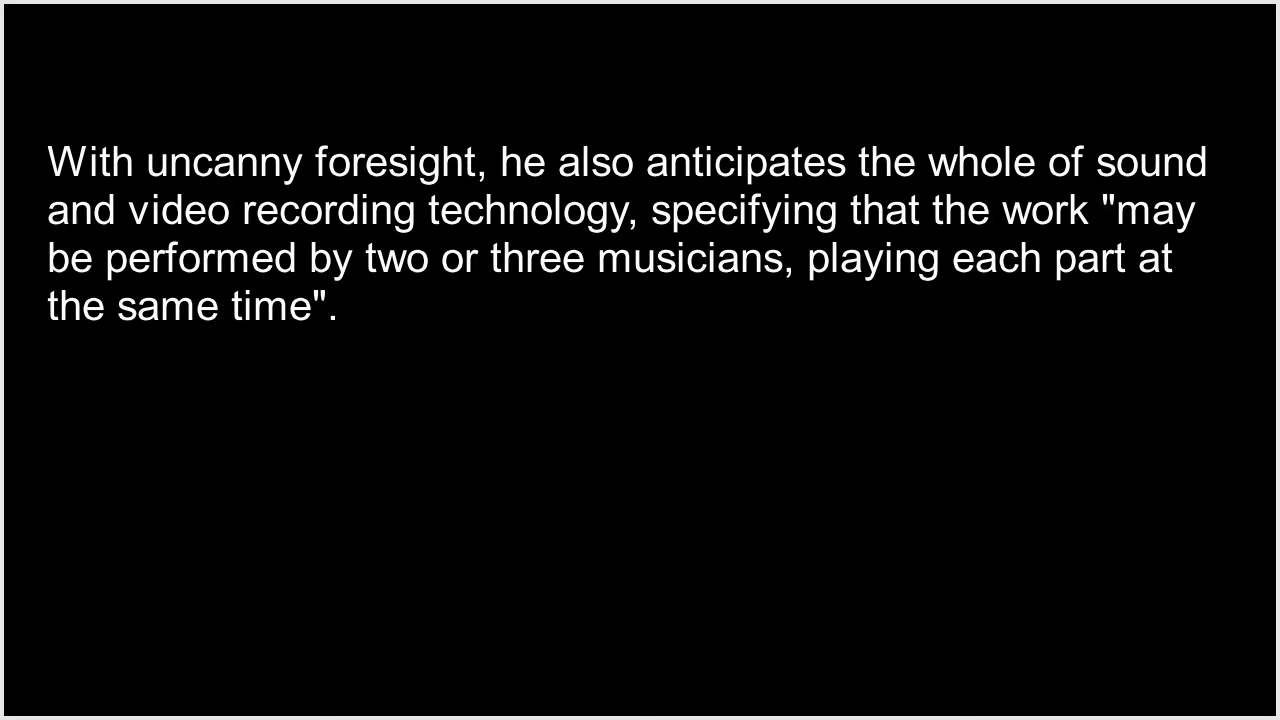 With uncanny foresight, he also anticipates the whole of sound
and video recording technology, specifying that the work "may
be performed by two or three musicians, playing each part at
the same time".